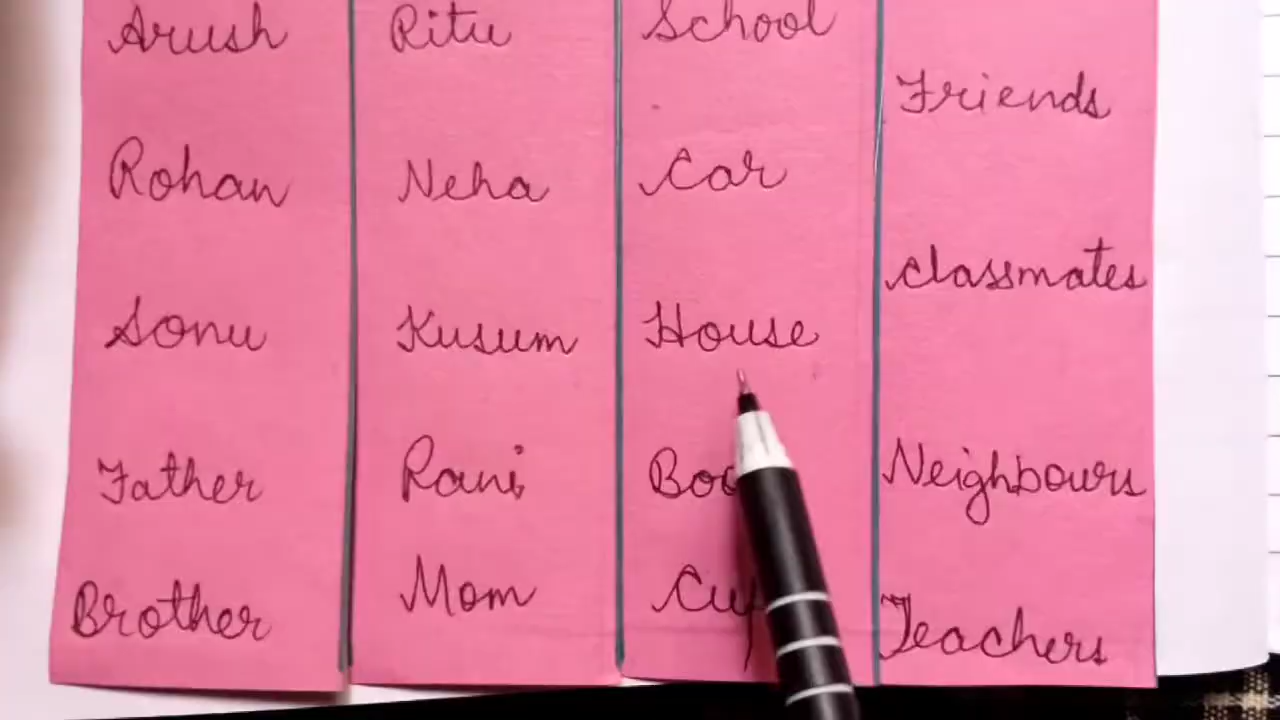 Arush
Rohan
Sonu
Father
Brother
Ritu
Neha
Kusum
Rani
Mom
School
Car
House
Friends
classmates
Neighbours
Teachers